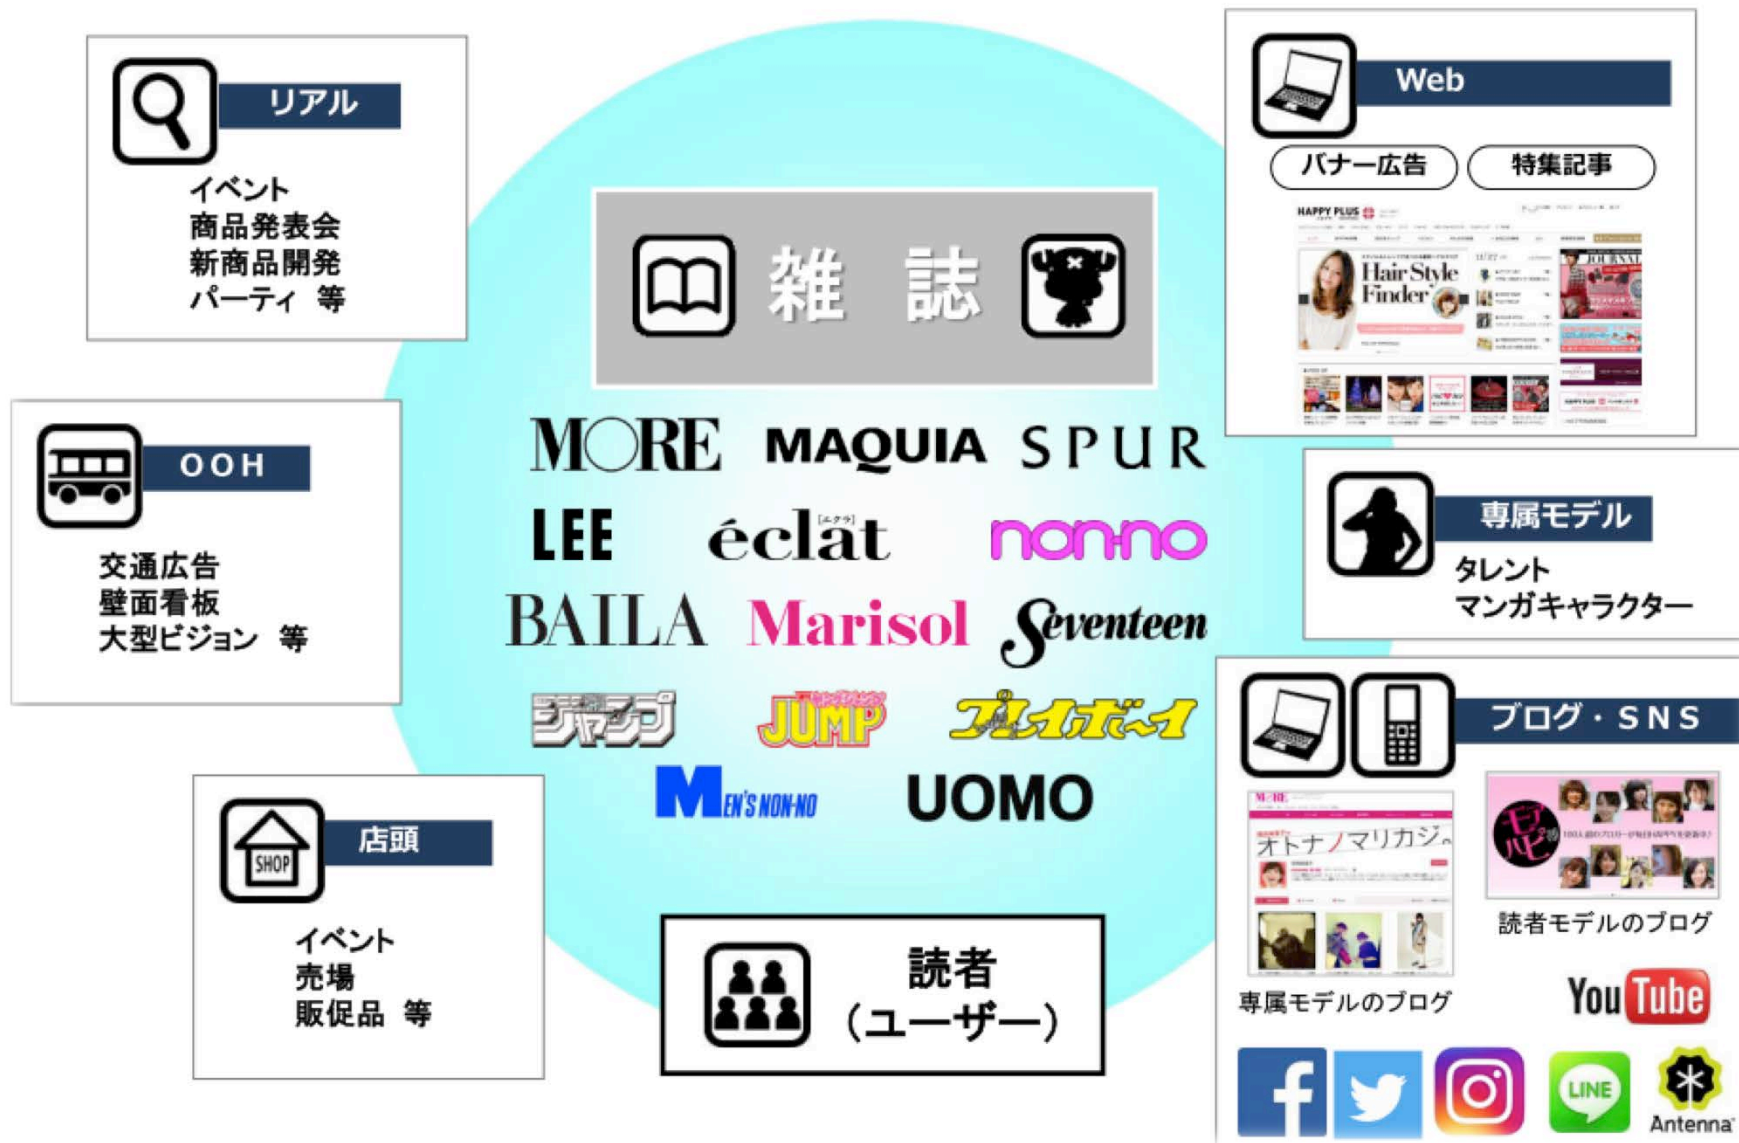 リアル
イベント
商品発表会
新商品開発
パーティ 等
OOH
交通広告
壁面看板
大型ビジョン 等
店頭
SHOP
イベント
売場
販促品 等
雑 誌
MORE MAQUIA SPUR
LEE éclat [エクラ] non-no
BAILA Marisol Seventeen
ジャンプ JUMP プレイボーイ
MEN'S NON-NO UOMO
読者
（ユーザー）
Web
バナー広告 特集記事
HAPPY PLUS
Hair Style
Finder
JOURNAL
専属モデル
タレント
マンガキャラクター
ブログ・SNS
MORE
オトナノマリカジ。
専属モデルのブログ
モアハピ
読者モデルのブログ
YouTube
LINE
Antenna